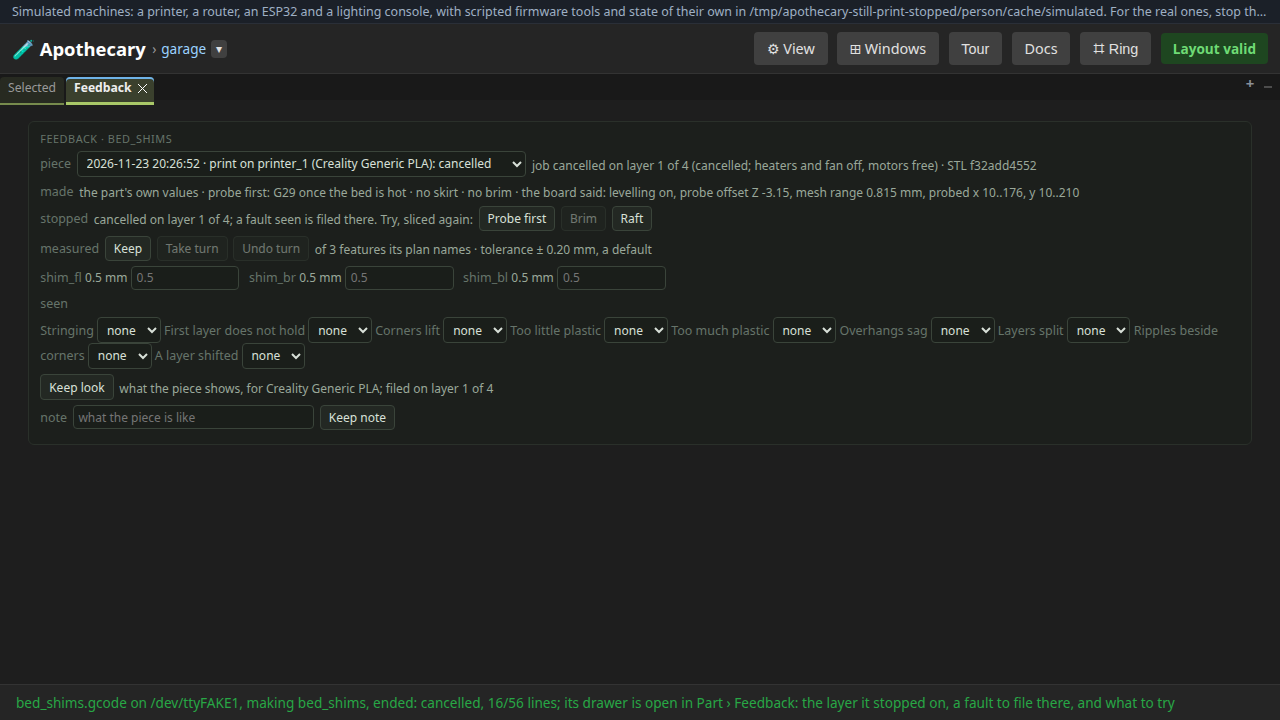 Simulated machines: a printer, a router, an ESP32 and a lighting console, with scripted firmware tools and state of their own in /tmp/apothecary-still-print-stopped/person/cache/simulated. For the real ones, stop th...
Apothecary › garage ▾ ⚙ View ⊞ Windows Tour Docs ⌗ Ring Layout valid
Selected Feedback
FEEDBACK · BED_SHIMS
piece 2026-11-23 20:26:52 · print on printer_1 (Creality Generic PLA): cancelled job cancelled on layer 1 of 4 (cancelled; heaters and fan off, motors free) · STL f32add4552
made the part's own values · probe first: G29 once the bed is hot · no skirt · no brim · the board said: levelling on, probe offset Z -3.15, mesh range 0.815 mm, probed x 10..176, y 10..210
stopped cancelled on layer 1 of 4; a fault seen is filed there. Try, sliced again: Probe first Brim Raft
measured Keep Take turn Undo turn of 3 features its plan names · tolerance ± 0.20 mm, a default
shim_fl 0.5 mm 0.5 shim_br 0.5 mm 0.5 shim_bl 0.5 mm 0.5
seen
Stringing none First layer does not hold none Corners lift none Too little plastic none Too much plastic none Overhangs sag none Layers split none Ripples beside
corners none A layer shifted none
Keep look what the piece shows, for Creality Generic PLA; filed on layer 1 of 4
note what the piece is like Keep note
bed_shims.gcode on /dev/ttyFAKE1, making bed_shims, ended: cancelled, 16/56 lines; its drawer is open in Part › Feedback: the layer it stopped on, a fault to file there, and what to try